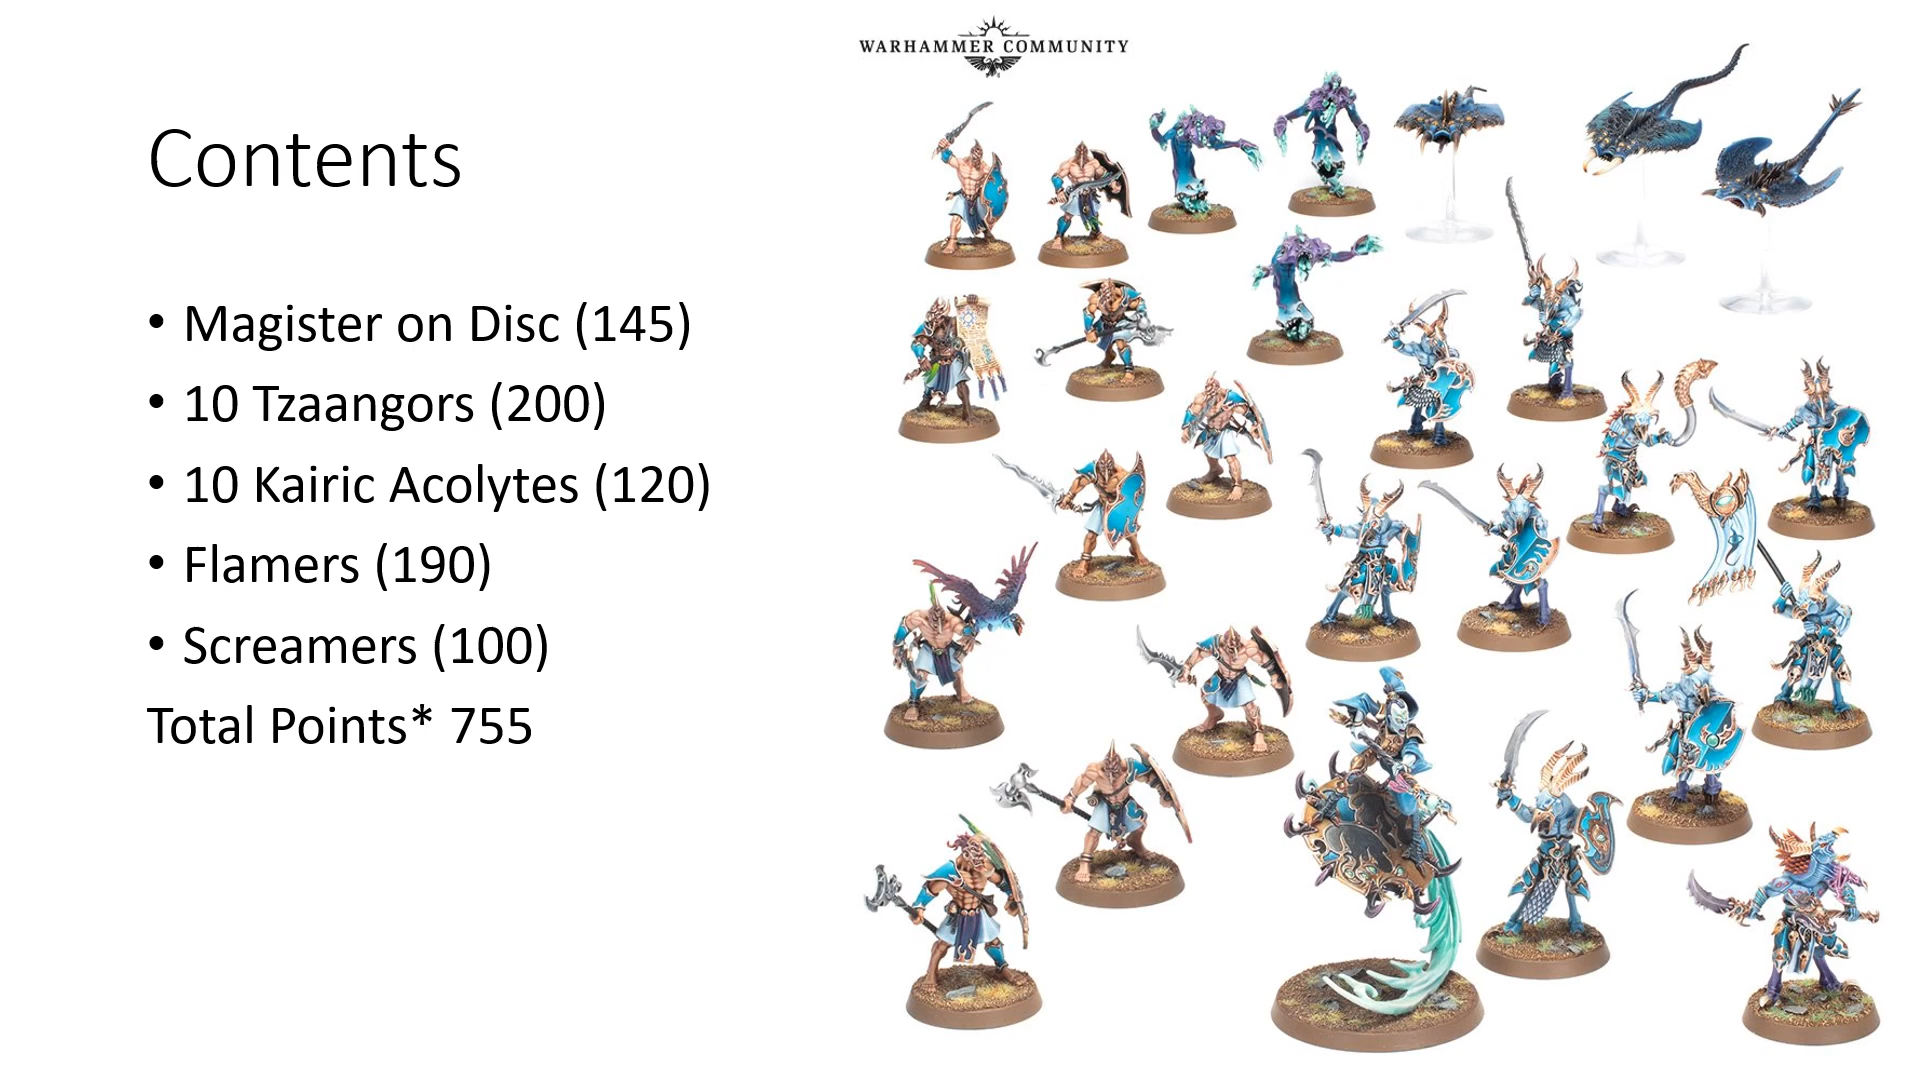 WARHAMMER COMMUNITY
Contents
• Magister on Disc (145)
• 10 Tzaangors (200)
• 10 Kairic Acolytes (120)
• Flamers (190)
• Screamers (100)
Total Points* 755